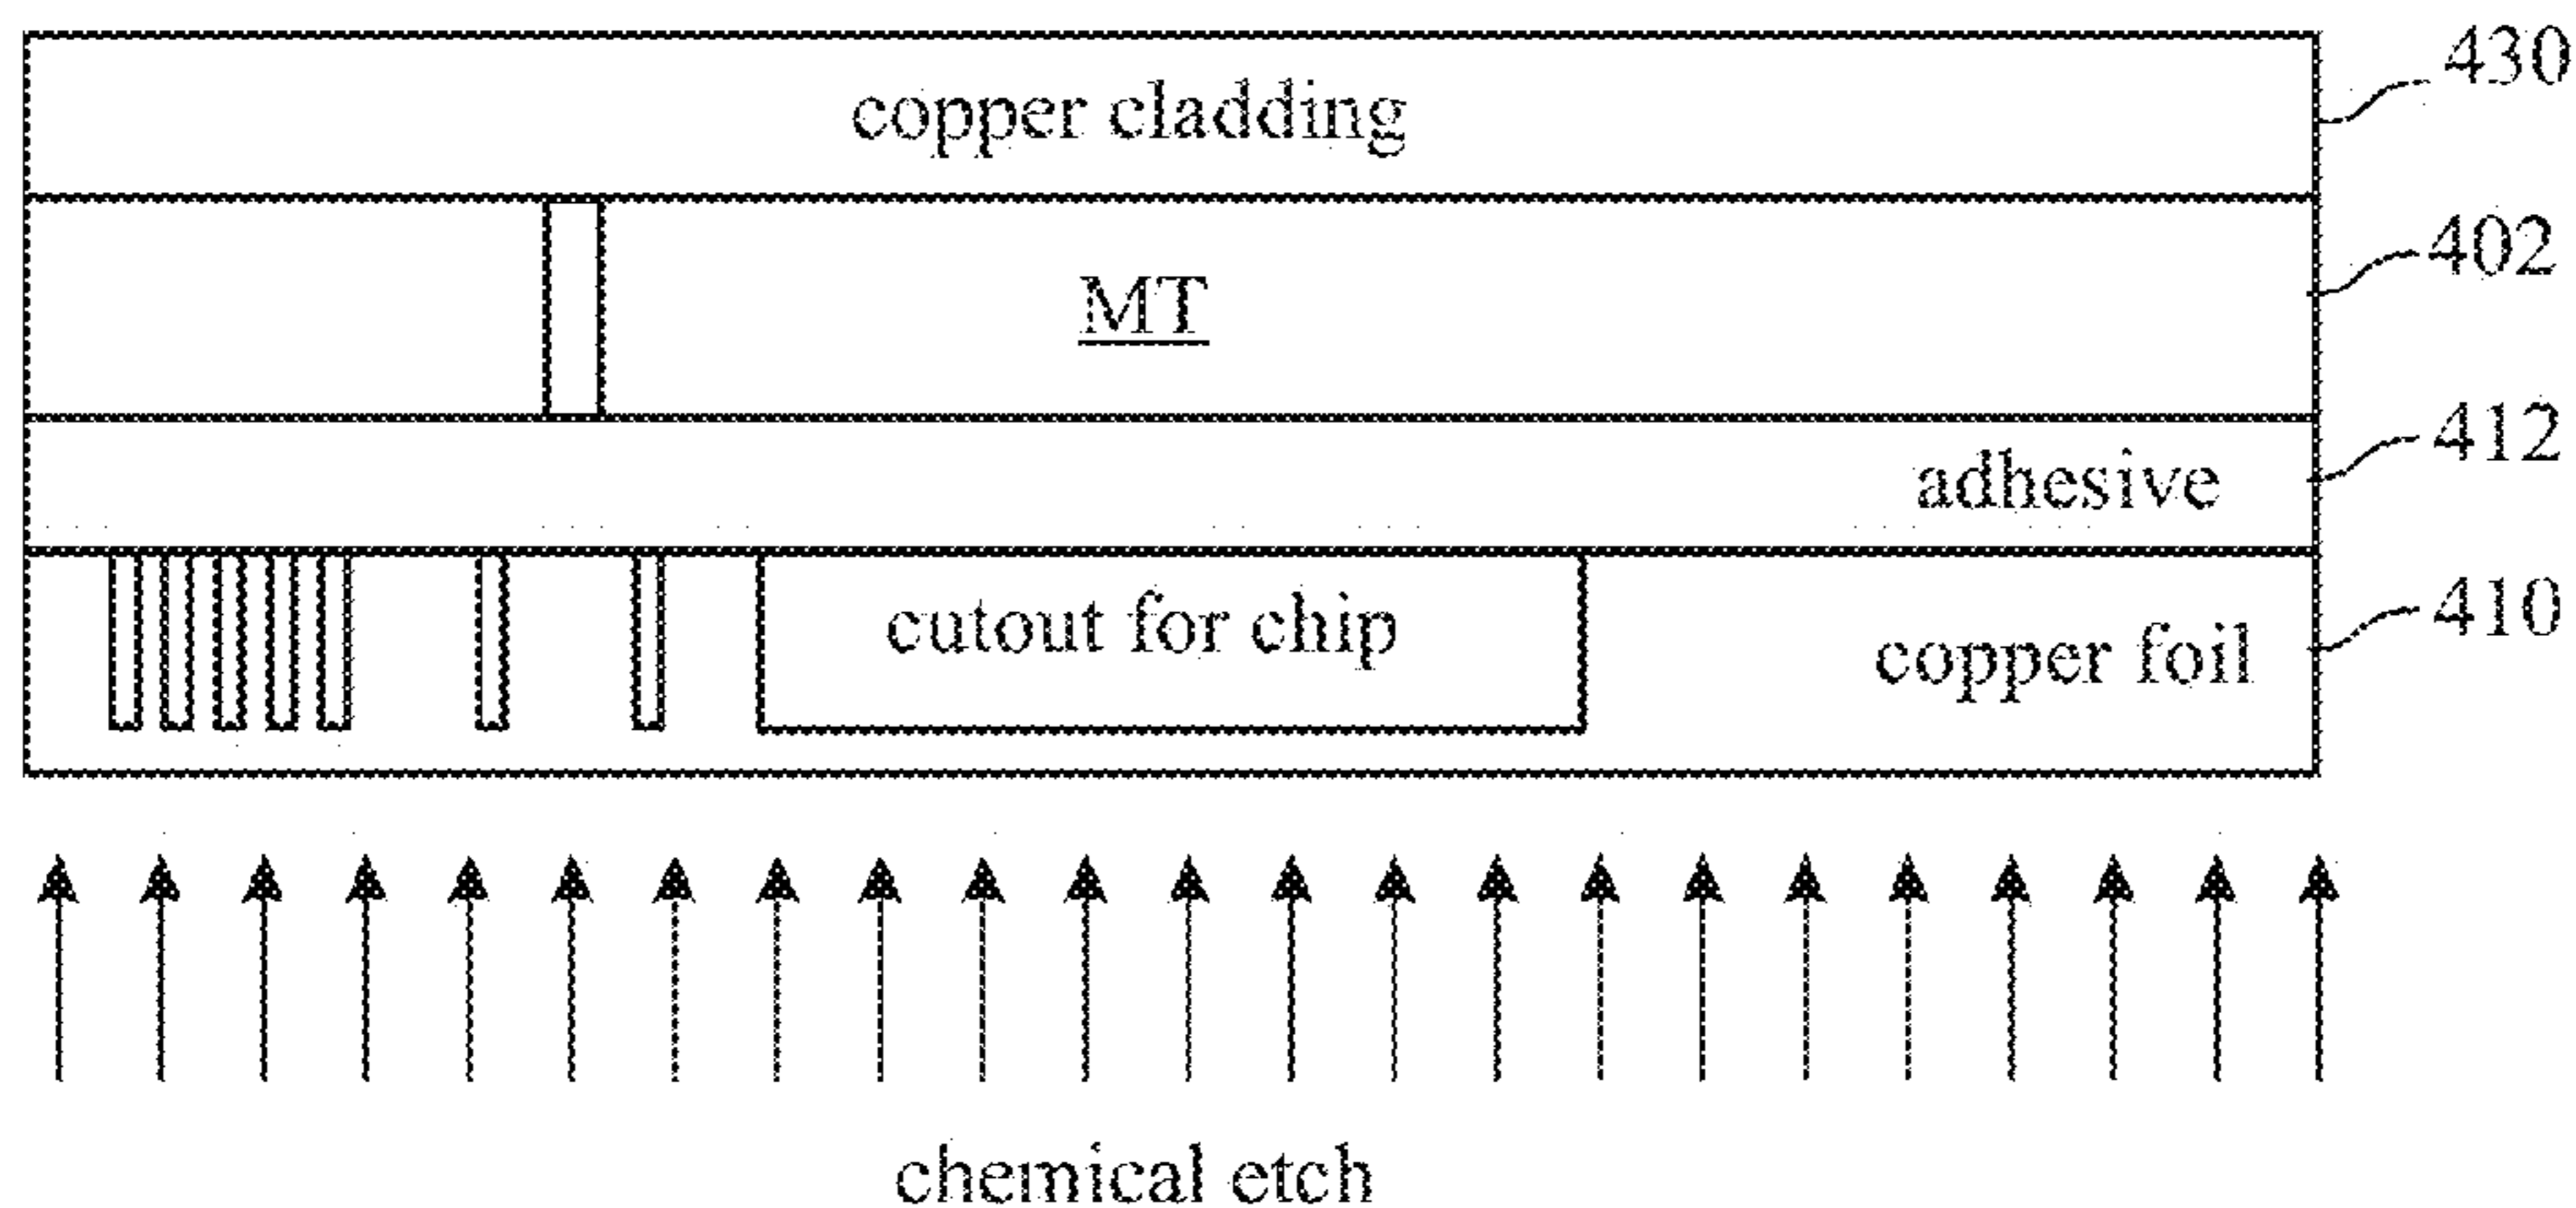 copper cladding
430
MT
402
adhesive
412
cutout for chip
copper foil
410
chemical etch